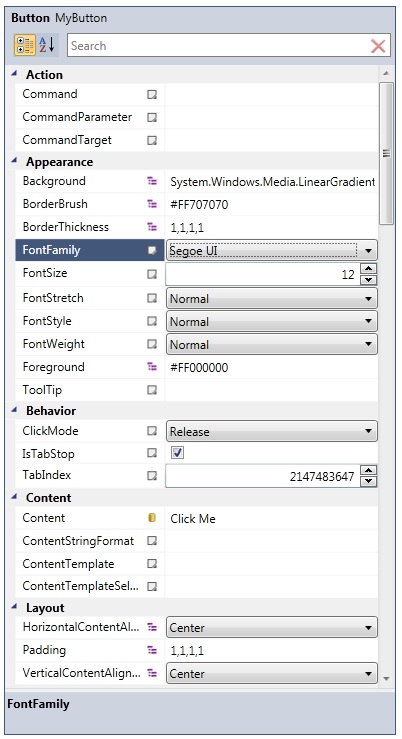 Button MyButton
A Z Search
Action
Command
CommandParameter
CommandTarget
Appearance
Background System.Windows.Media.LinearGradient
BorderBrush #FF707070
BorderThickness 1,1,1,1
FontFamily Segoe UI
FontSize 12
FontStretch Normal
FontStyle Normal
FontWeight Normal
Foreground #FF000000
ToolTip
Behavior
ClickMode Release
IsTabStop
TabIndex 2147483647
Content
Content Click Me
ContentStringFormat
ContentTemplate
ContentTemplateSel...
Layout
HorizontalContentAl... Center
Padding 1,1,1,1
VerticalContentAlign... Center
FontFamily